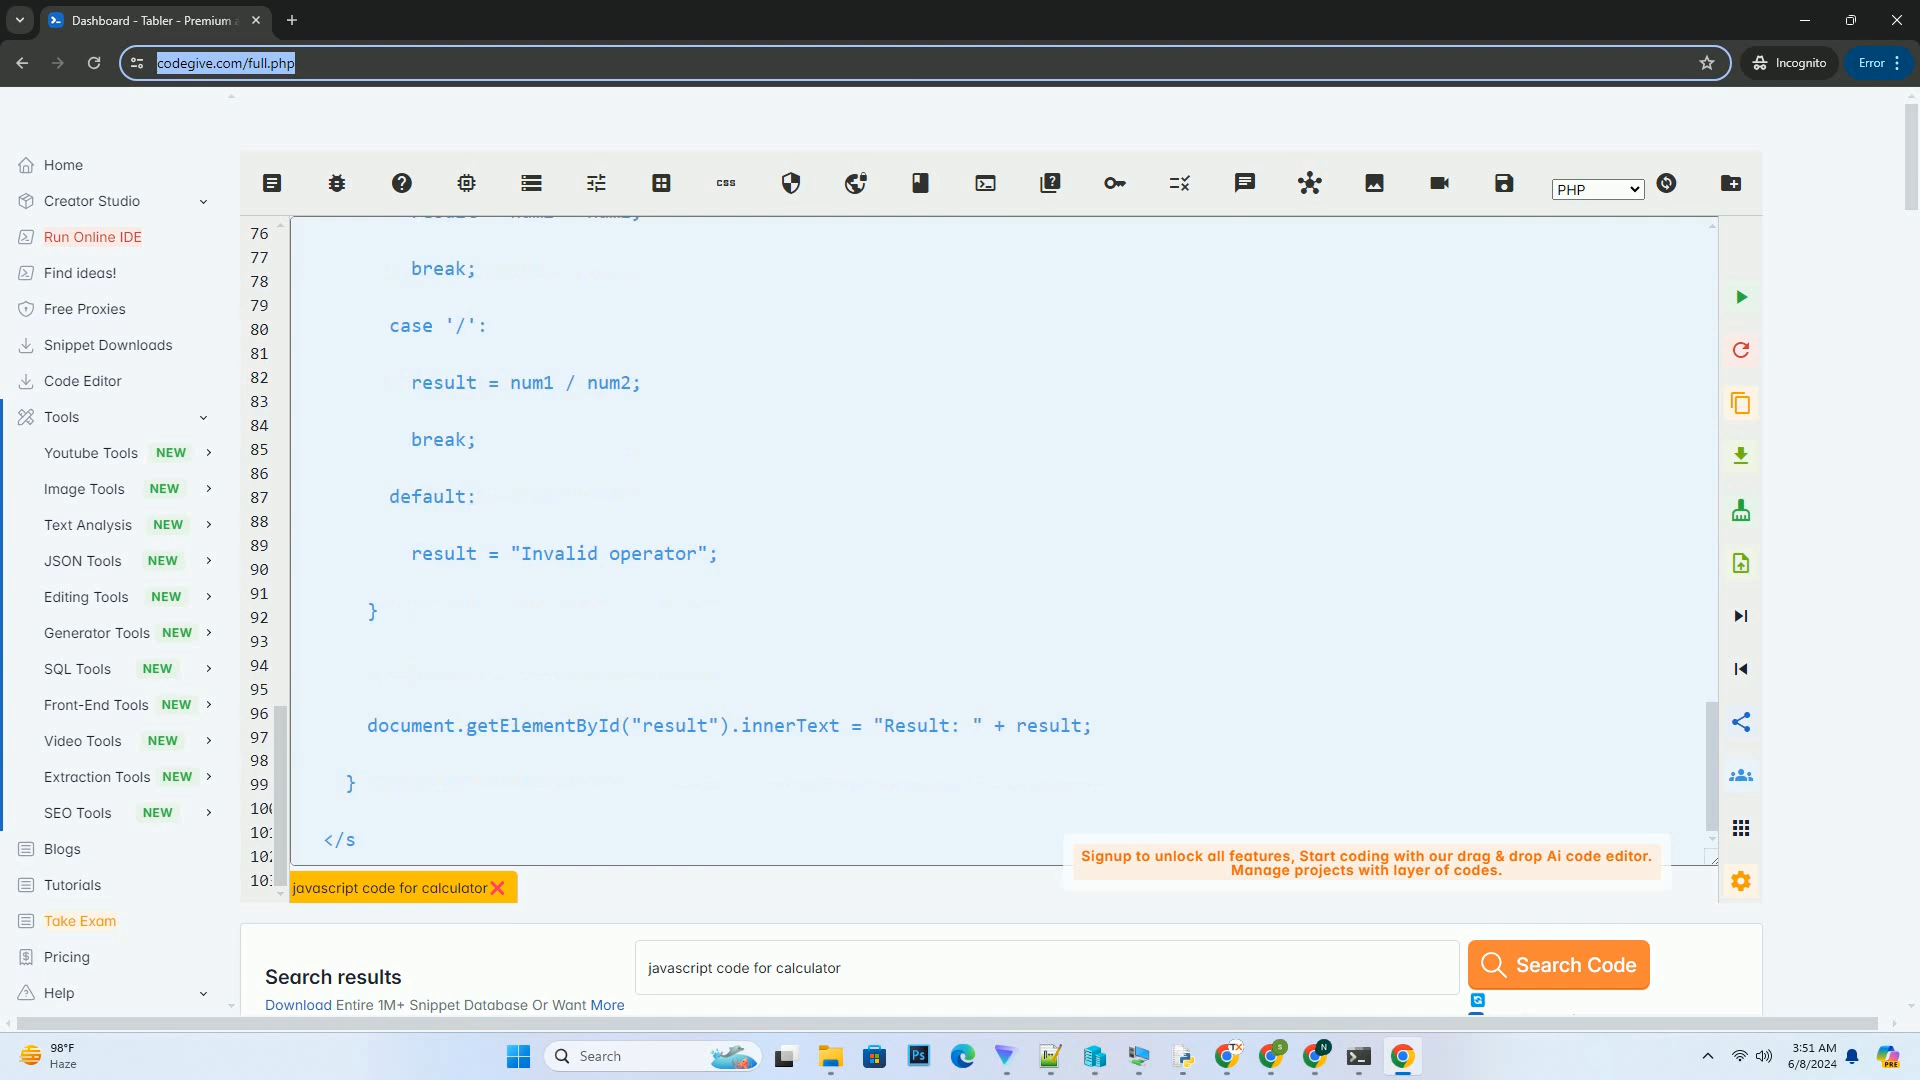 Dashboard - Tabler - Premium
codegive.com/full.php
Incognito
Error
Home
Creator Studio
Run Online IDE
Find ideas!
Free Proxies
Snippet Downloads
Code Editor
Tools
Youtube Tools NEW
Image Tools NEW
Text Analysis NEW
JSON Tools NEW
Editing Tools NEW
Generator Tools NEW
SQL Tools NEW
Front-End Tools NEW
Video Tools NEW
Extraction Tools NEW
SEO Tools NEW
Blogs
Tutorials
Take Exam
Pricing
Help
css
PHP
76
77
78
79
80
81
82
83
84
85
86
87
88
89
90
91
92
93
94
95
96
97
98
99
break;
case '/':
result = num1 / num2;
break;
default:
result = "Invalid operator";
}
document.getElementById("result").innerText = "Result: " + result;
}
</s
Signup to unlock all features, Start coding with our drag & drop Ai code editor.
Manage projects with layer of codes.
javascript code for calculator
Search results
Download Entire 1M+ Snippet Database Or Want More
javascript code for calculator
Search Code
98°F
Haze
Search
3:51 AM
6/8/2024